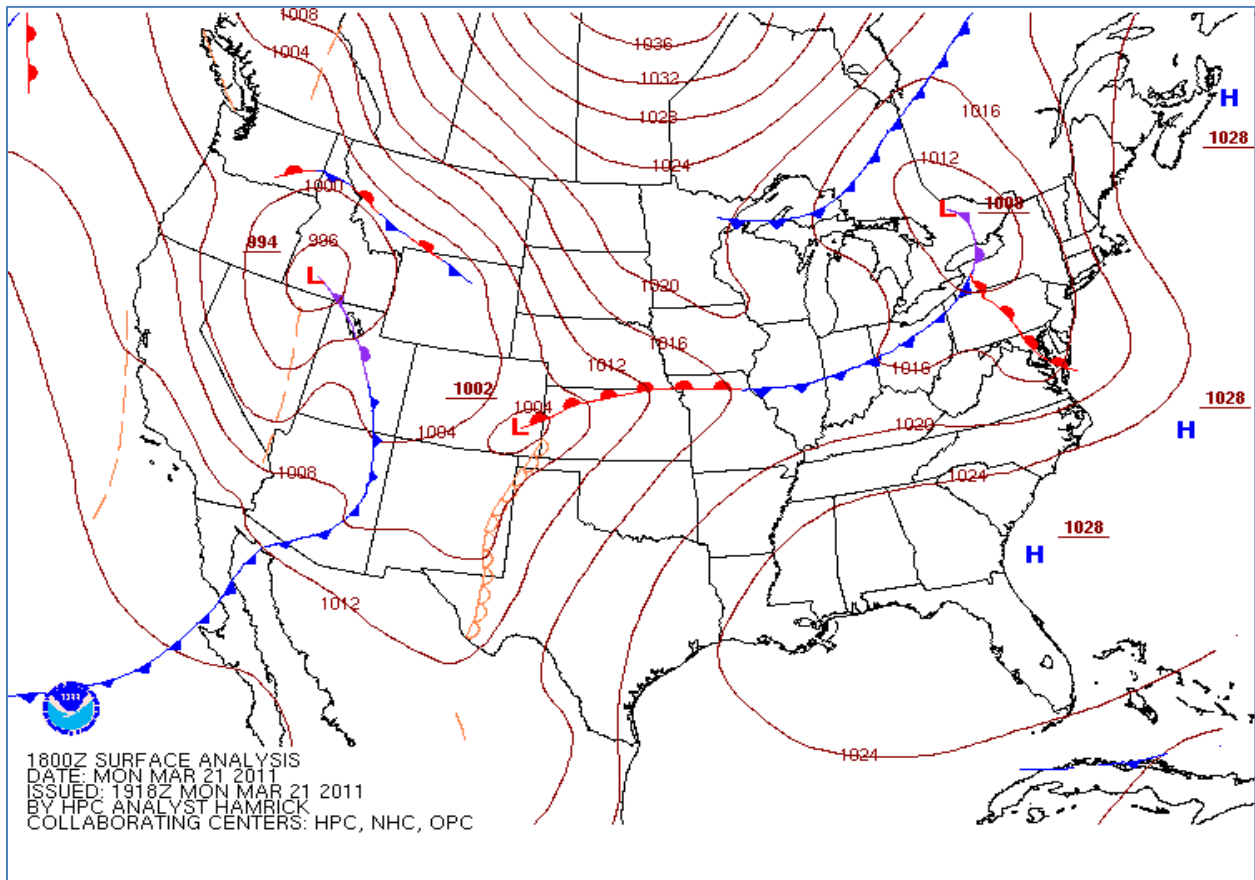 1008
1004
1036
1032
1028
1024
1016
1012
1028
1000
1008
994
996
1020
1016
1012
1016
1002
1004
1028
1004
1020
1008
1024
1028
1012
1024
L
L
L
H
H
H
1800Z SURFACE ANALYSIS
DATE: MON MAR 21 2011
ISSUED: 1918Z MON MAR 21 2011
BY HPC ANALYST HAMRICK
COLLABORATING CENTERS: HPC, NHC, OPC